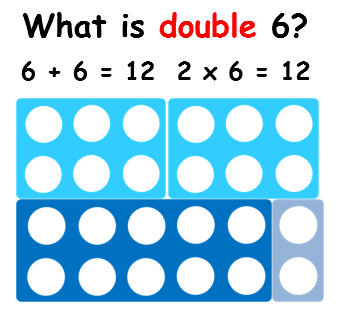 What is double 6?
6 + 6 = 12 2 x 6 = 12